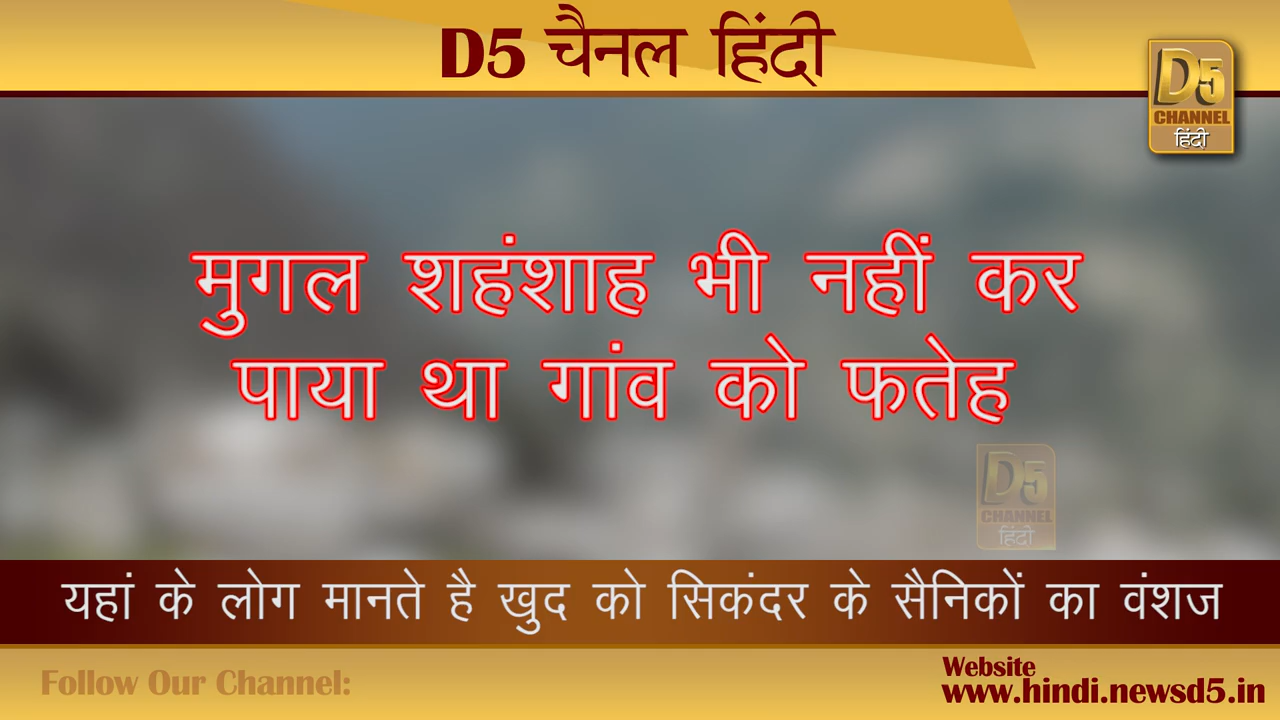 D5 चैनल हिंदी
D5
CHANNEL
हिंदी
मुगल शहंशाह भी नहीं कर
पाया था गांव को फतेह
D5
CHANNEL
हिंदी
यहां के लोग मानते है खुद को सिकंदर के सैनिकों का वंशज
Follow Our Channel:
Website
www.hindi.newsd5.in